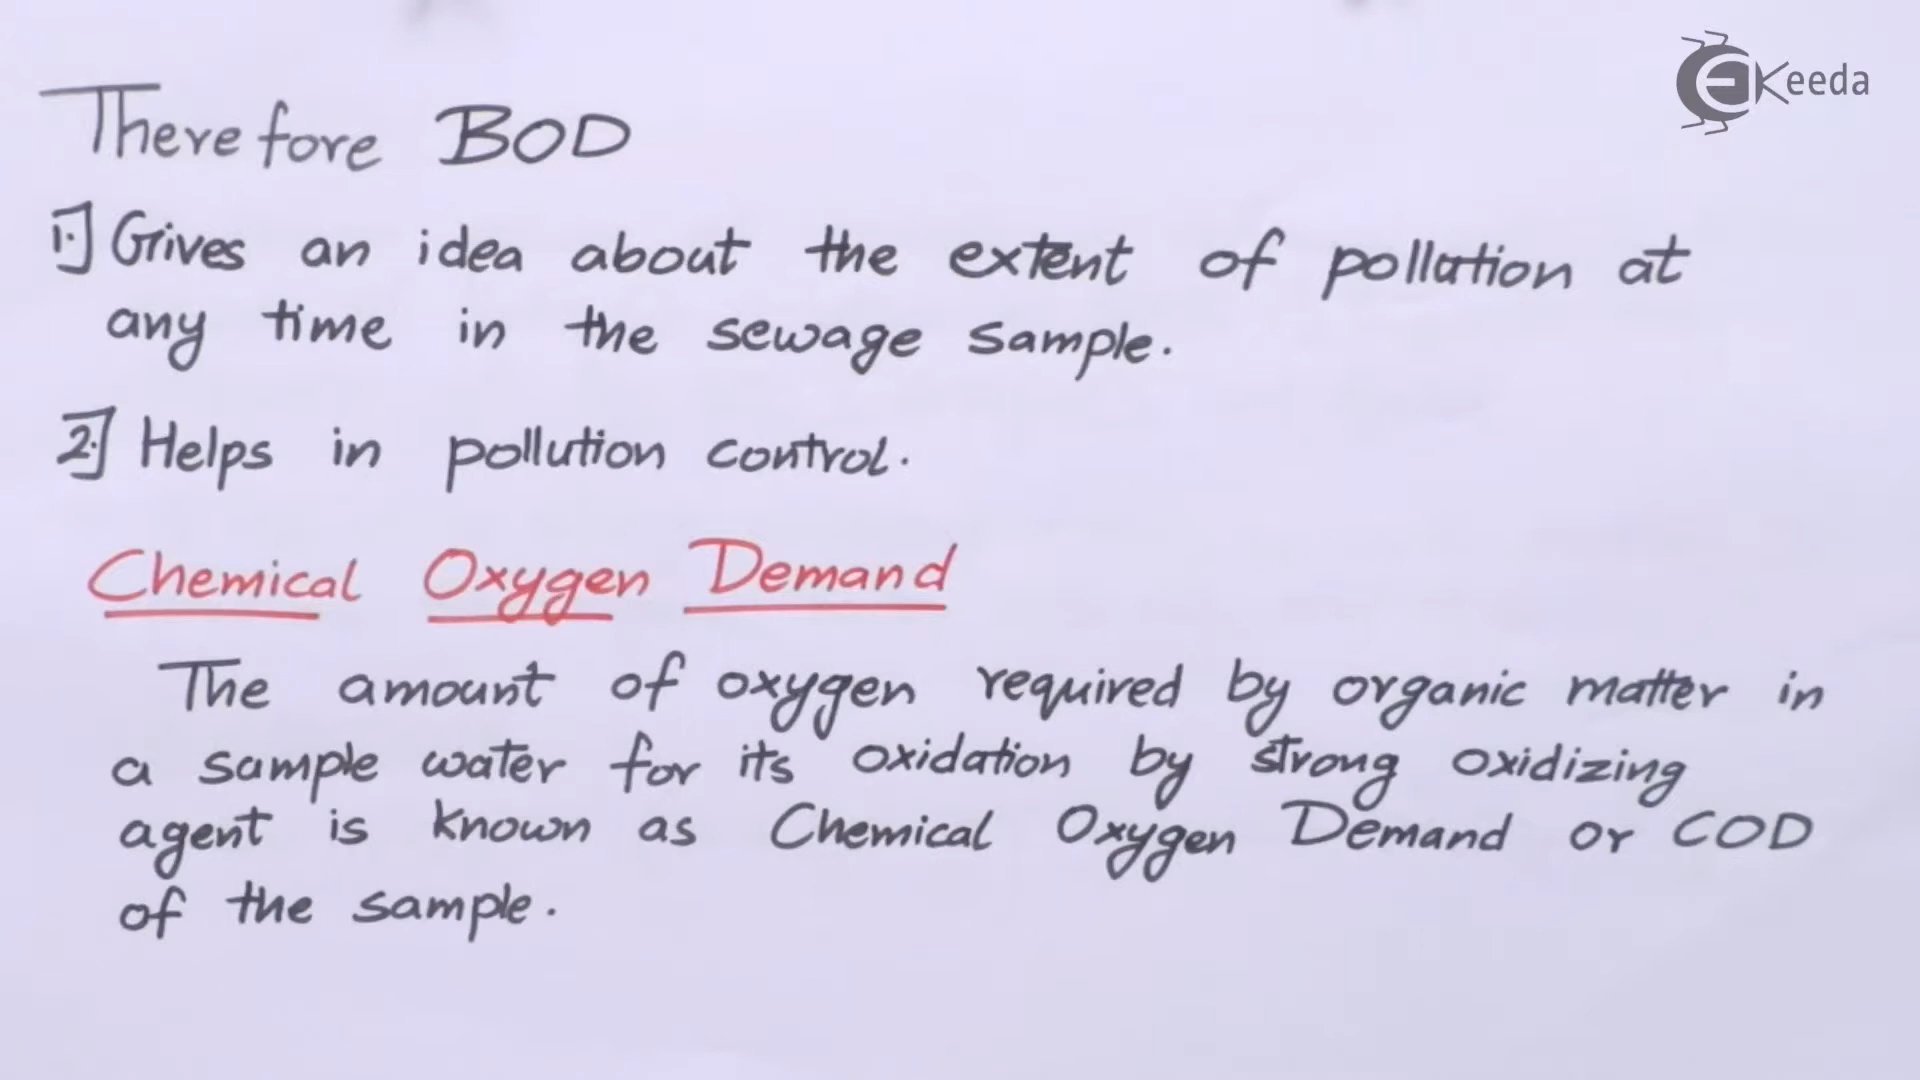 EKeeda
Therefore BOD
1.] Gives an idea about the extent of pollution at
any time in the sewage sample.
2.] Helps in pollution control.
Chemical Oxygen Demand
The amount of oxygen required by organic matter in
a sample water for its oxidation by strong oxidizing
agent is known as Chemical Oxygen Demand or COD
of the sample.